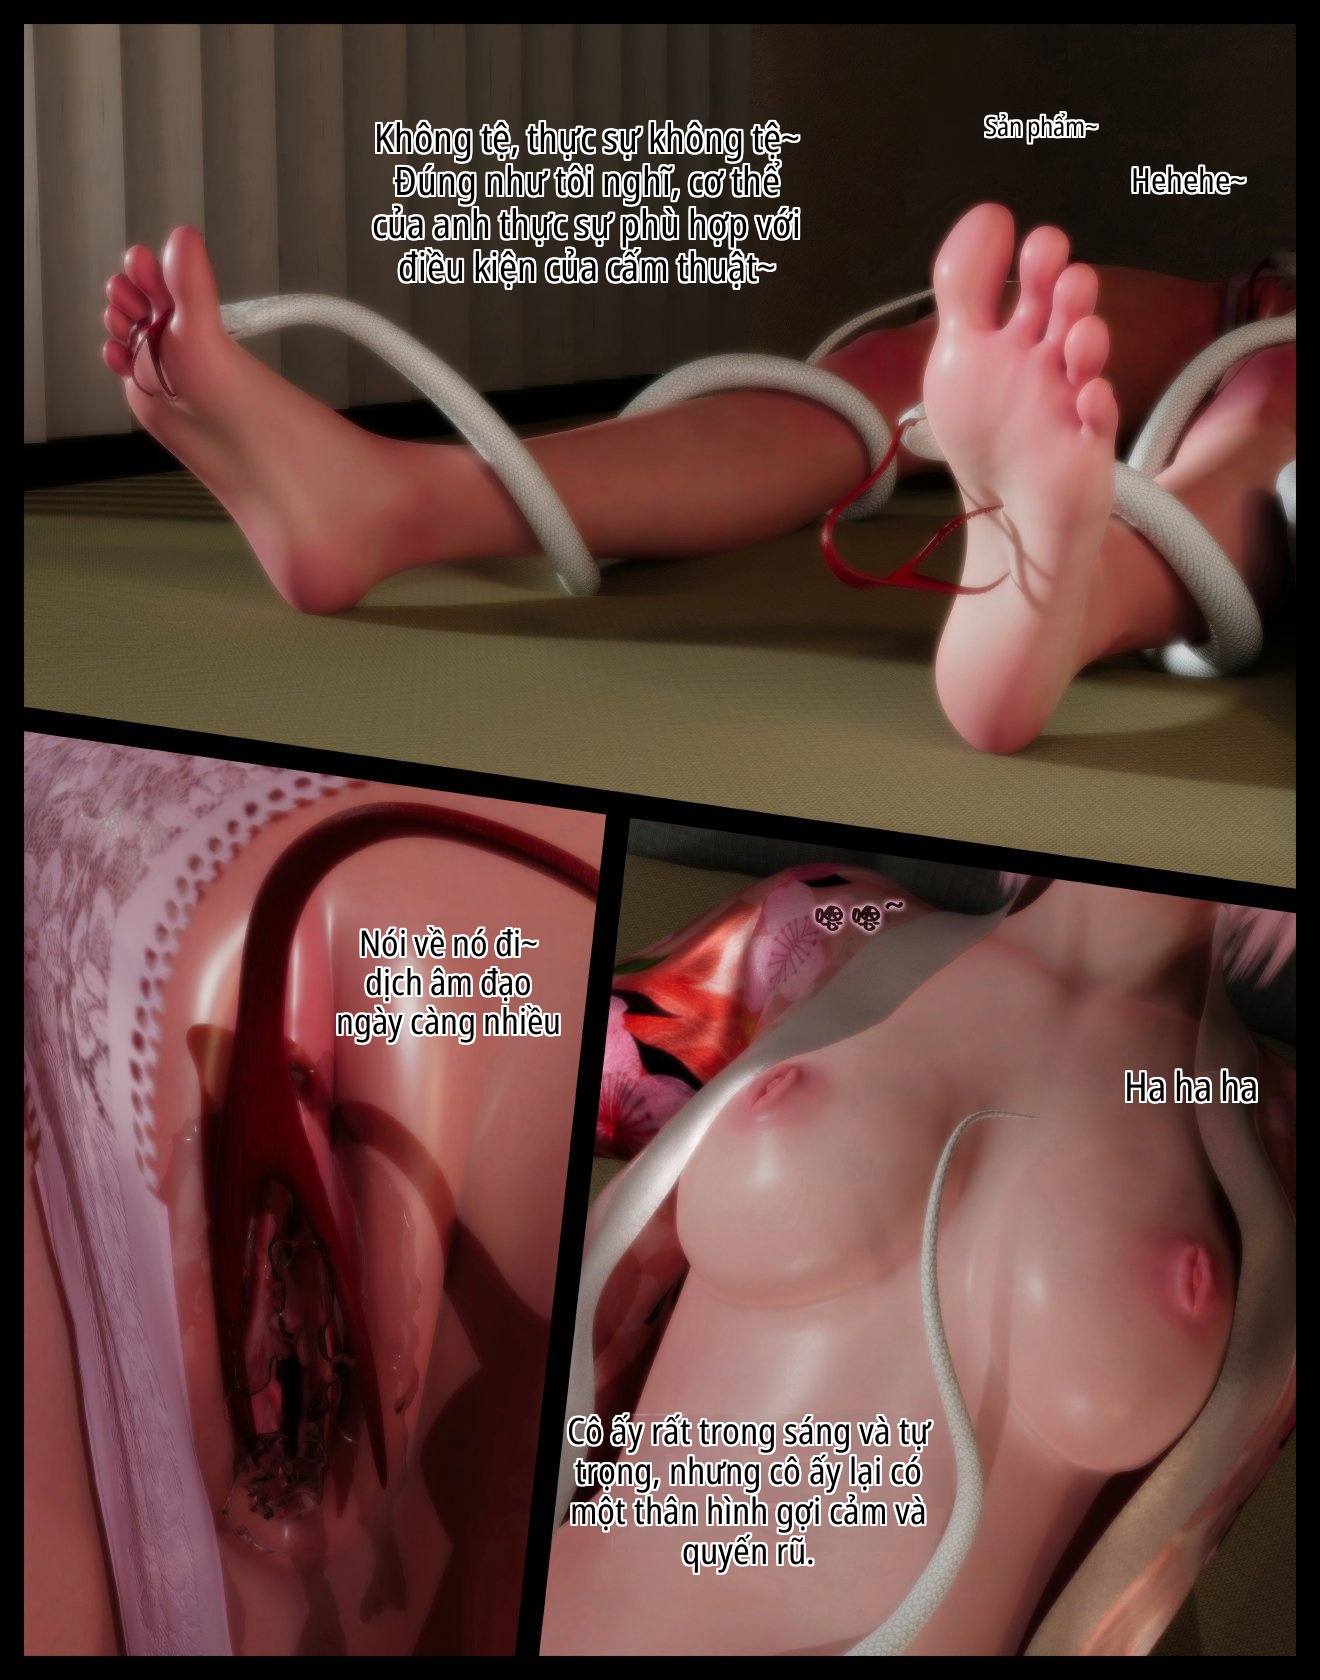 Không tệ, thực sự không tệ~
Đúng như tôi nghĩ, cơ thể
của anh thực sự phù hợp với
điều kiện của cấm thuật~
Sản phẩm~
Hehehe~
Nói về nó đi~
dịch âm đạo
ngày càng nhiều
Ha ha ha
Cô ấy rất trong sáng và tự
trọng, nhưng cô ấy lại có
một thân hình gợi cảm và
quyến rũ.